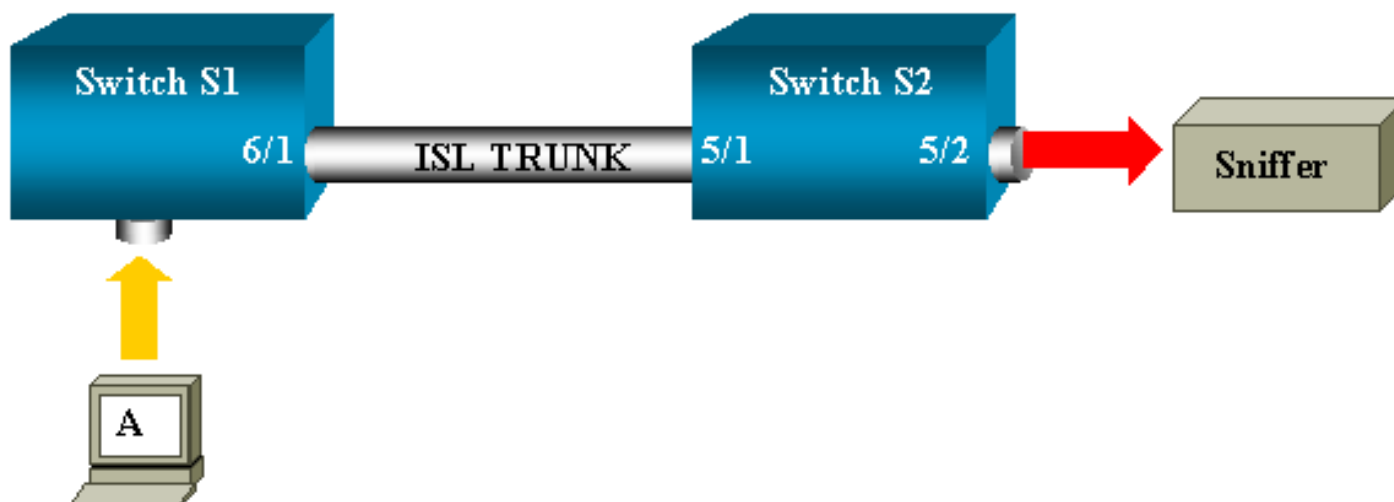 Switch S1
Switch S2
6/1
ISL TRUNK
5/1
5/2
Sniffer
A